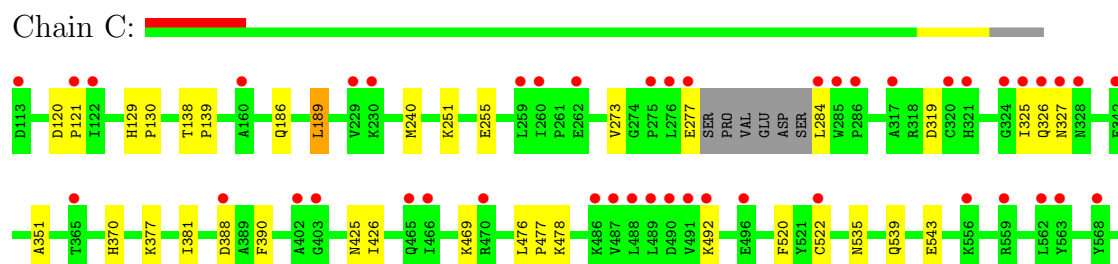 Chain C:
D113 D120 P121 I122 H129 P130 T138 P139 A160 Q186 L189 V229 K230 M240 K251 E255 L259 I260 P261 E262 V273 G274 P275 L276 E277 SER PRO VAL GLU ASP SER L284 W285 P286 A317 R318 D319 C320 H321 G324 I325 Q326 N327 N328
A351 T365 H370 K377 I381 D388 A389 F390 A402 G403 N425 I426 Q465 I466 K469 R470 L476 P477 K478 K486 V487 L488 L489 D490 V491 K492 E496 F520 Y521 C522 N535 Q539 E543 K556 R559 L562 Y563 Y568